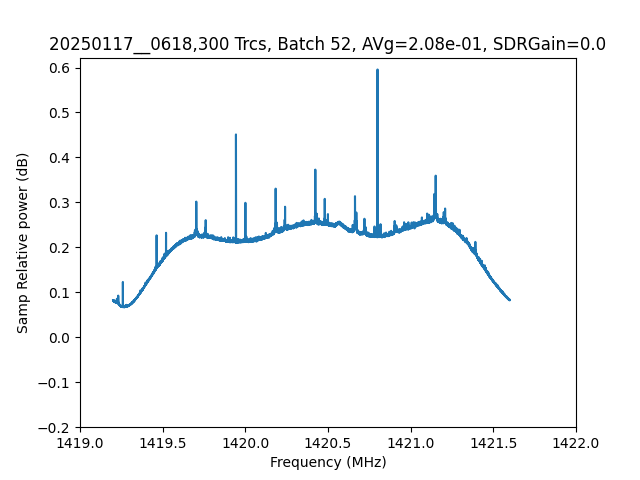 20250117__0618,300 Trcs, Batch 52, AVg=2.08e-01, SDRGain=0.0
0.6
0.5
0.4
0.3
0.2
0.1
0.0
−0.1
−0.2
Samp Relative power (dB)
1419.0 1419.5 1420.0 1420.5 1421.0 1421.5 1422.0
Frequency (MHz)